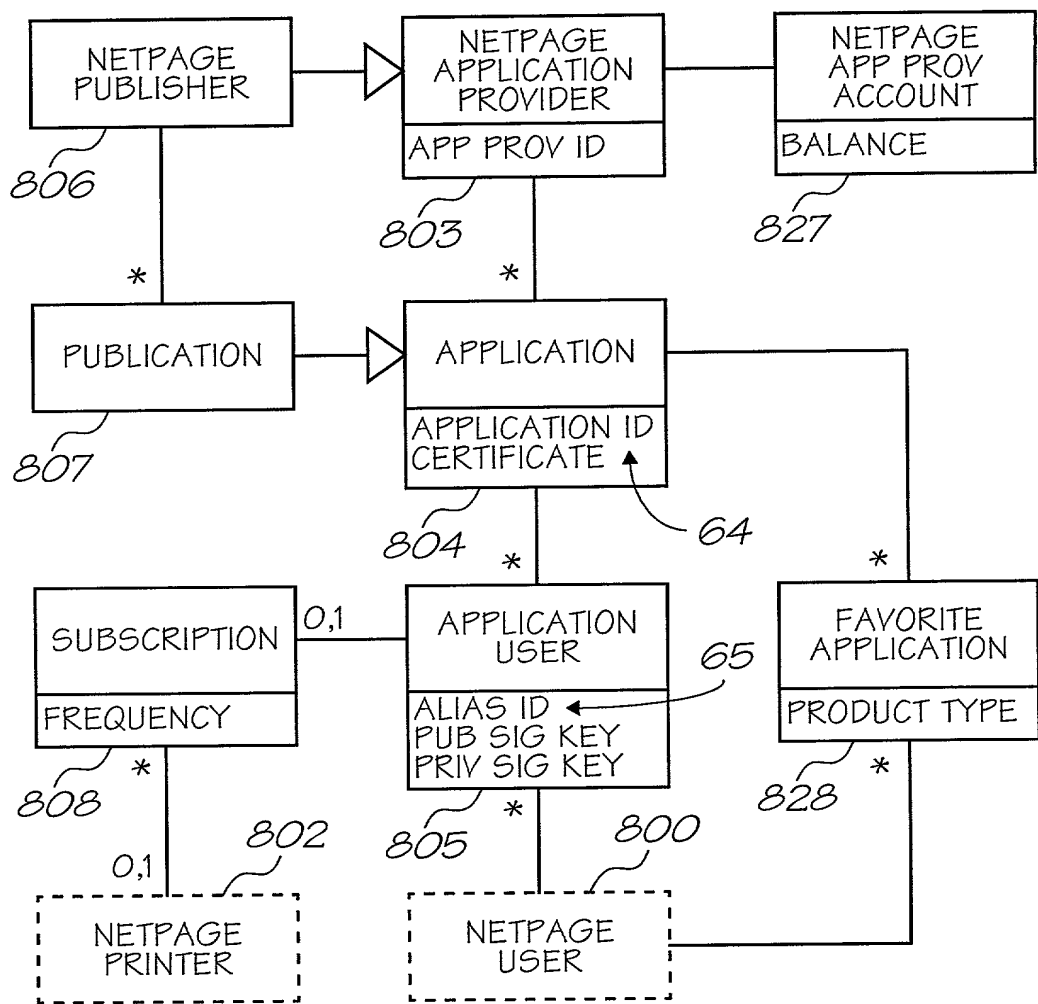 NETPAGE
PUBLISHER
806
NETPAGE
APPLICATION
PROVIDER
APP PROV ID
803
NETPAGE
APP PROV
ACCOUNT
BALANCE
827
*
*
PUBLICATION
807
APPLICATION
APPLICATION ID
CERTIFICATE
804
64
*
*
SUBSCRIPTION
FREQUENCY
808
0,1
APPLICATION
USER
ALIAS ID
PUB SIG KEY
PRIV SIG KEY
805
65
FAVORITE
APPLICATION
PRODUCT TYPE
828
*
*
*
0,1
802
NETPAGE
PRINTER
800
NETPAGE
USER